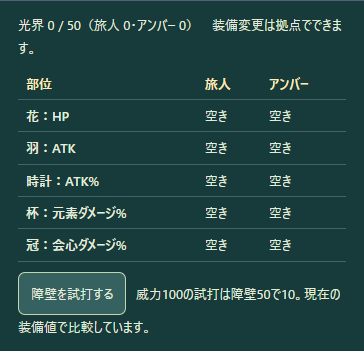 光界 0 / 50（旅人 0・アンバー 0）　装備変更は拠点でできま
す。
部位 旅人 アンバー
花：HP 空き 空き
羽：ATK 空き 空き
時計：ATK% 空き 空き
杯：元素ダメージ% 空き 空き
冠：会心ダメージ% 空き 空き
障壁を試打する　威力100の試打は障壁50で10。現在の
装備値で比較しています。